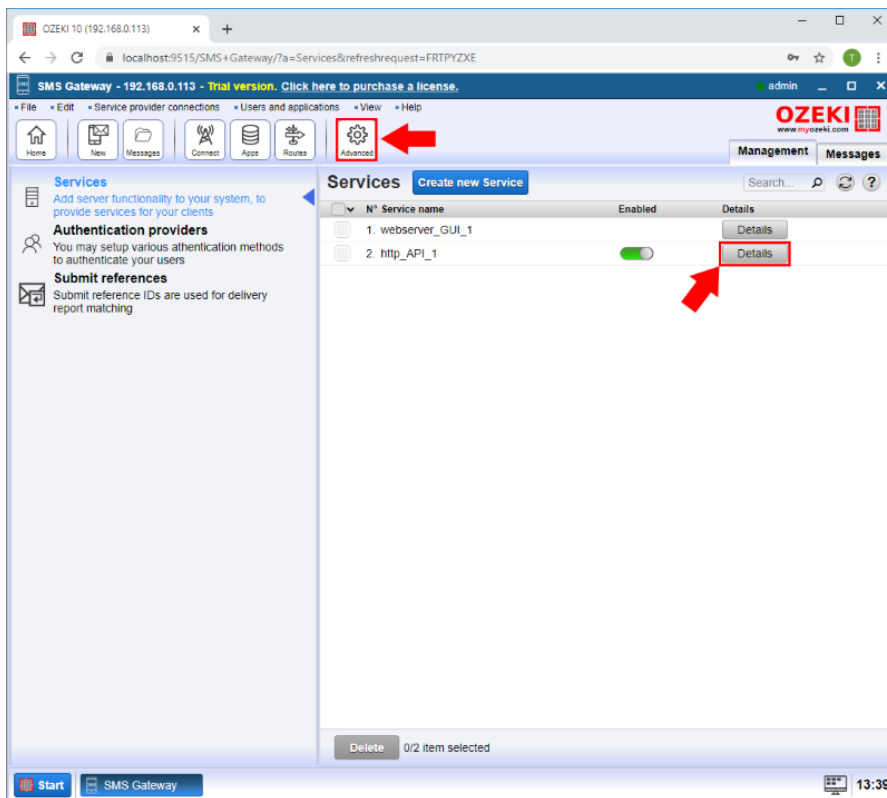 OZEKI 10 (192.168.0.113)
localhost:9515/SMS+Gateway/?a=Services&refreshrequest=FRTPYZXE
T
SMS Gateway - 192.168.0.113 - Trial version. Click here to purchase a license.
admin
File Edit Service provider connections Users and applications View Help
OZEKI
www.myozeki.com
Home New Messages Connect Apps Routes Advanced
Management Messages
Services
Add server functionality to your system, to
provide services for your clients
Authentication providers
You may setup various athentication methods
to authenticate your users
Submit references
Submit reference IDs are used for delivery
report matching
Services Create new Service Search... ?
N° Service name Enabled Details
1. webserver_GUI_1 Details
2. http_API_1 Details
Delete 0/2 item selected
Start SMS Gateway 13:39